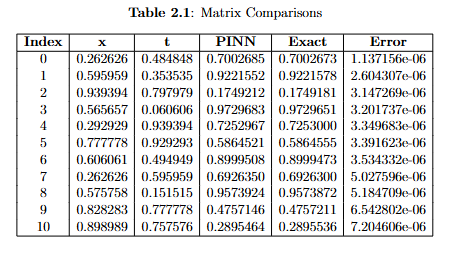 Table 2.1: Matrix Comparisons
Index x t PINN Exact Error
0 0.262626 0.484848 0.7002685 0.7002673 1.137156e-06
1 0.595959 0.353535 0.9221552 0.9221578 2.604307e-06
2 0.939394 0.797979 0.1749212 0.1749181 3.147269e-06
3 0.565657 0.060606 0.9729683 0.9729651 3.201737e-06
4 0.292929 0.939394 0.7252967 0.7253000 3.349683e-06
5 0.777778 0.929293 0.5864521 0.5864555 3.391623e-06
6 0.606061 0.494949 0.8999508 0.8999473 3.534332e-06
7 0.262626 0.595959 0.6926350 0.6926300 5.027596e-06
8 0.575758 0.151515 0.9573924 0.9573872 5.184709e-06
9 0.828283 0.777778 0.4757146 0.4757211 6.542802e-06
10 0.898989 0.757576 0.2895464 0.2895536 7.204606e-06